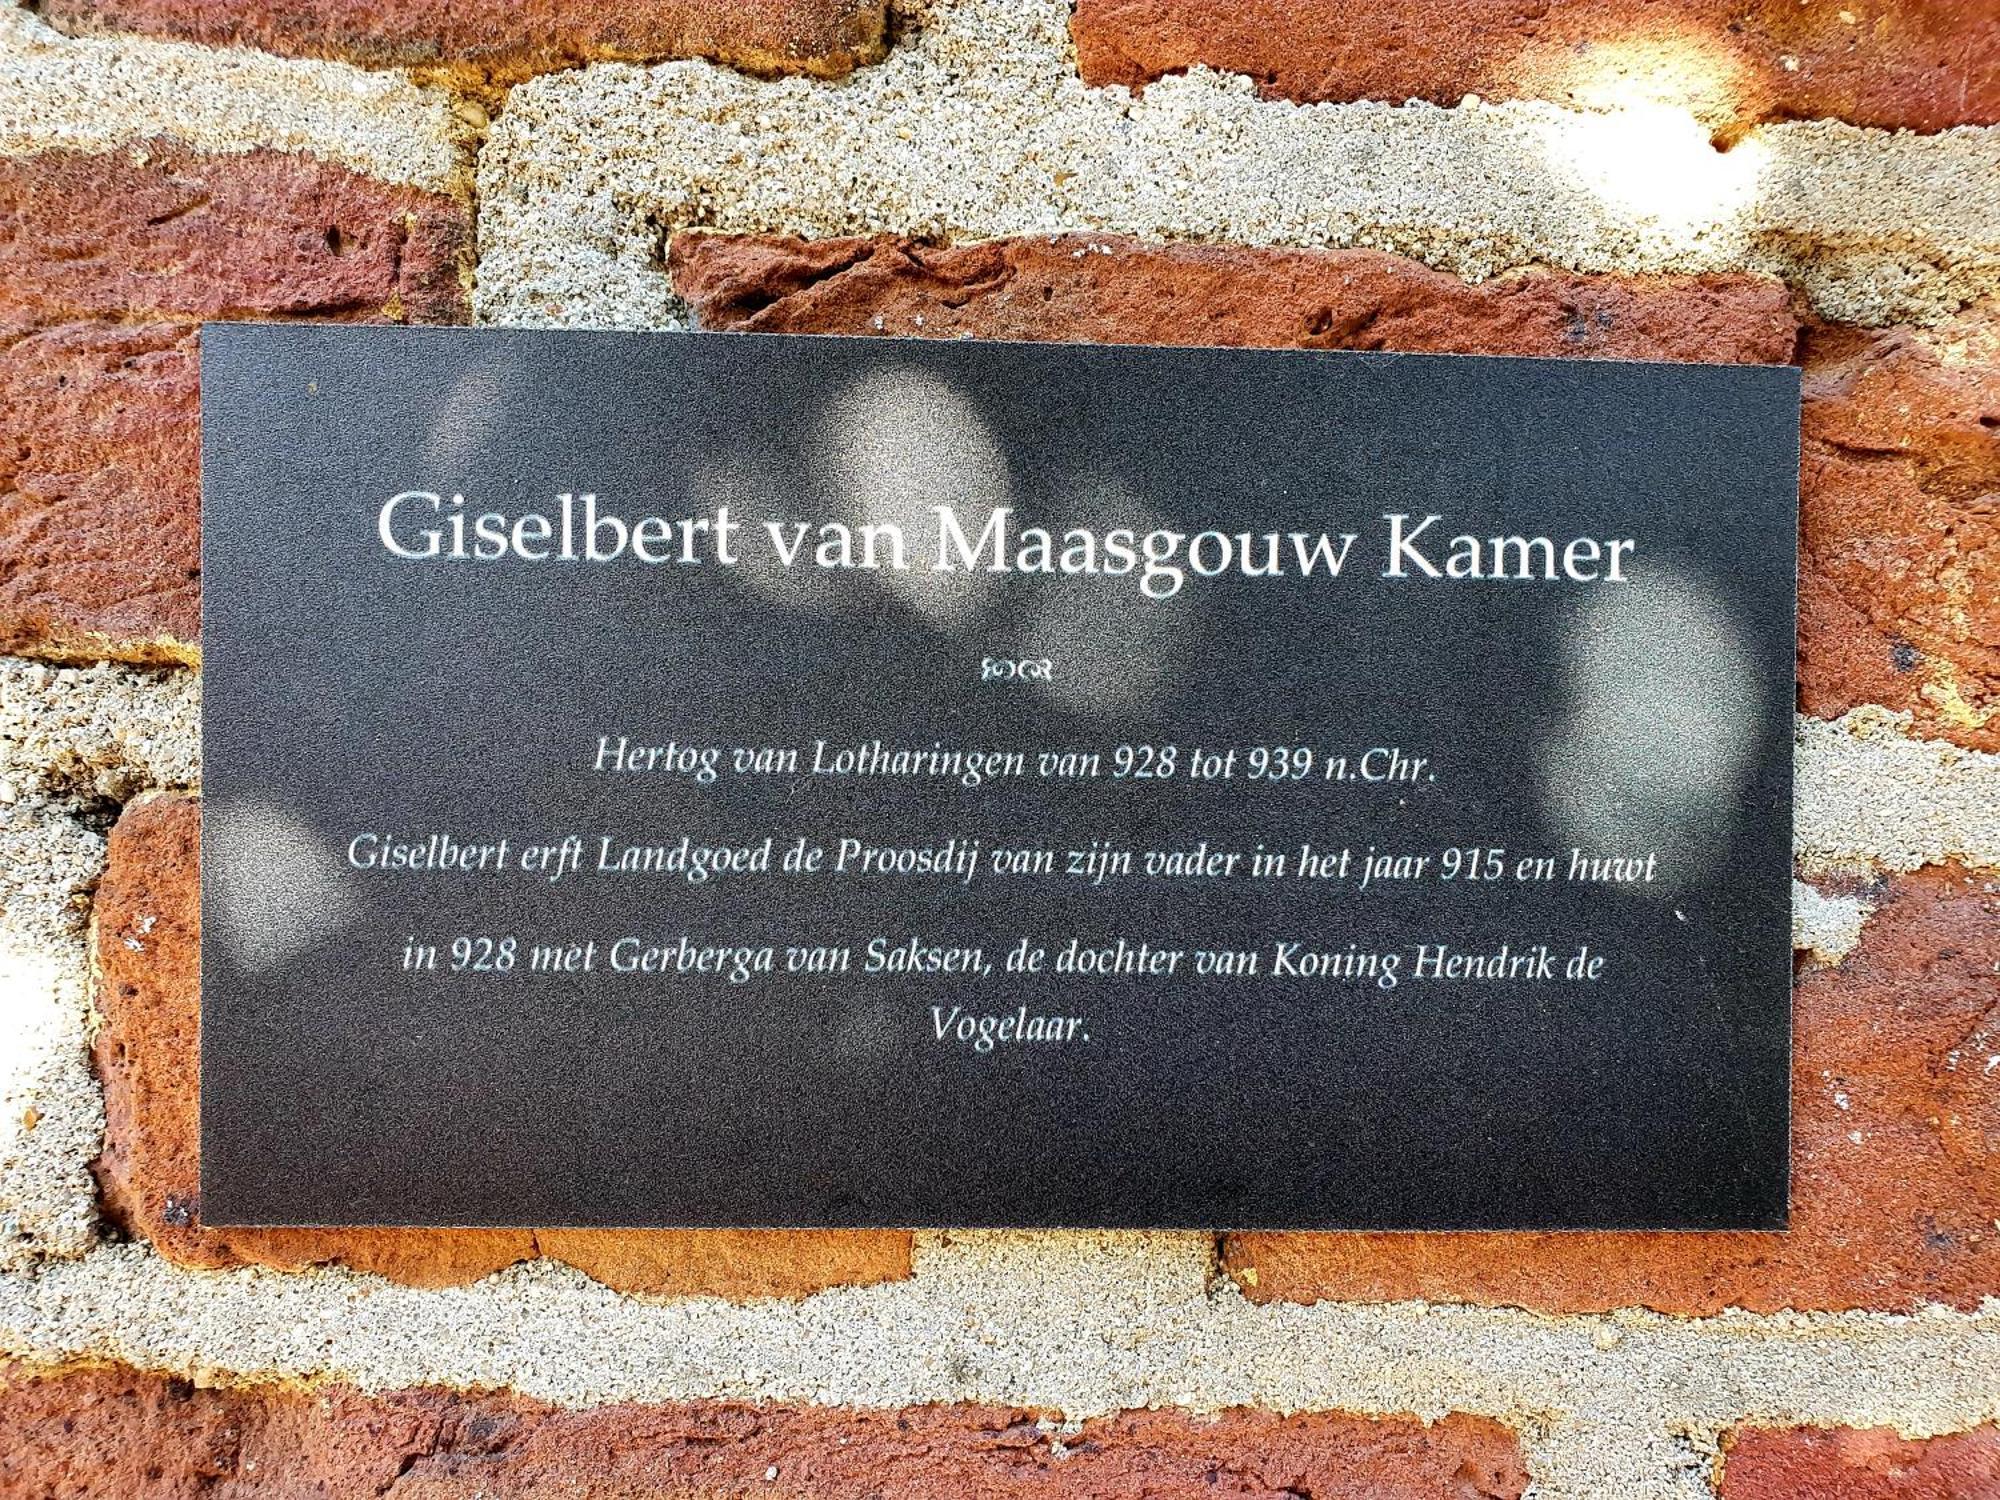 Giselbert van Maasgouw Kamer
Hertog van Lotharingen van 928 tot 939 n.Chr.
Giselbert erft Landgoed de Proosdij van zijn vader in het jaar 915 en huwt
in 928 met Gerberga van Saksen, de dochter van Koning Hendrik de
Vogelaar.